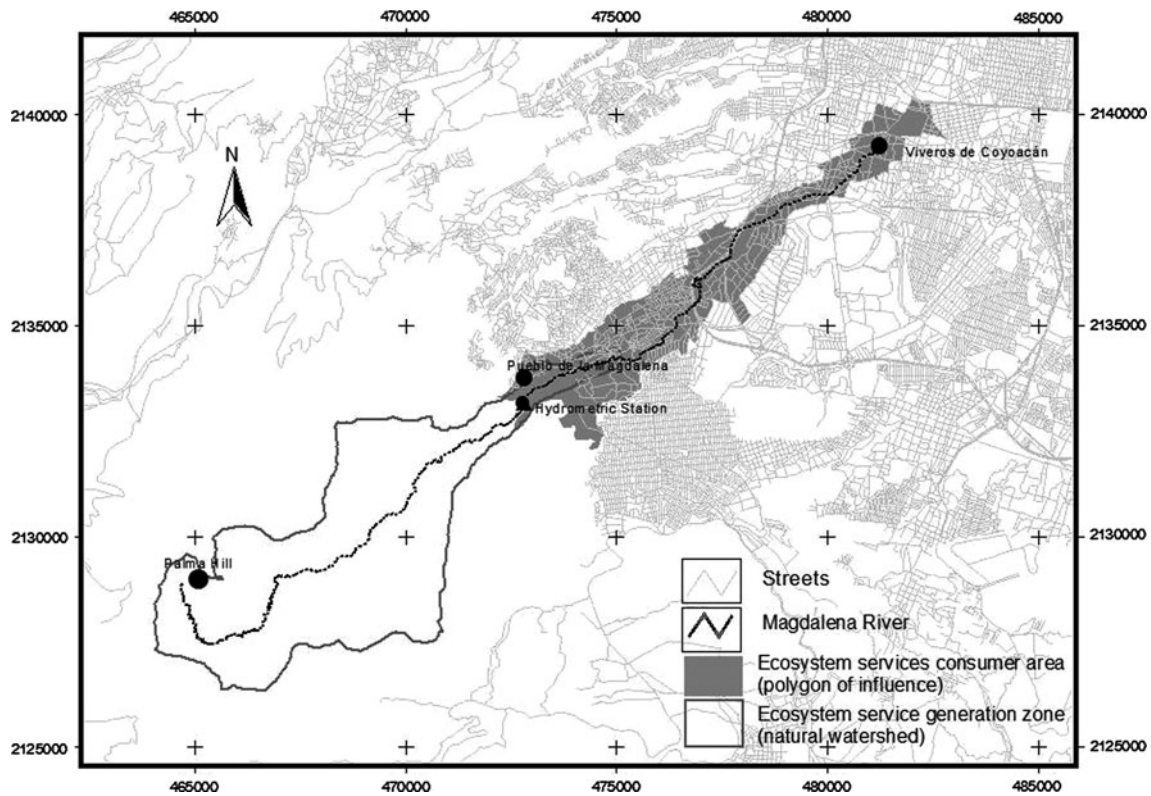 465000 470000 475000 480000 485000
2140000 2140000
N
Viveros de Coyoacán
2135000 2135000
Pueblo de la Magdalena
Hydrometric Station
2130000 2130000
Palma Hill
Streets
Magdalena River
Ecosystem services consumer area
(polygon of influence)
Ecosystem service generation zone
(natural watershed)
2125000 2125000
465000 470000 475000 480000 485000